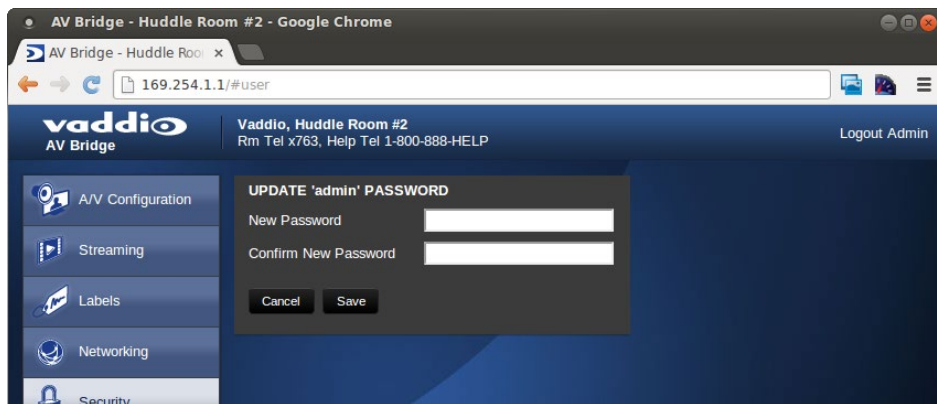 AV Bridge - Huddle Room #2 - Google Chrome
AV Bridge - Huddle Roo
169.254.1.1/#user
vaddio
AV Bridge
Vaddio, Huddle Room #2
Rm Tel x763, Help Tel 1-800-888-HELP
Logout Admin
A/V Configuration
Streaming
Labels
Networking
Security
UPDATE 'admin' PASSWORD
New Password
Confirm New Password
Cancel
Save